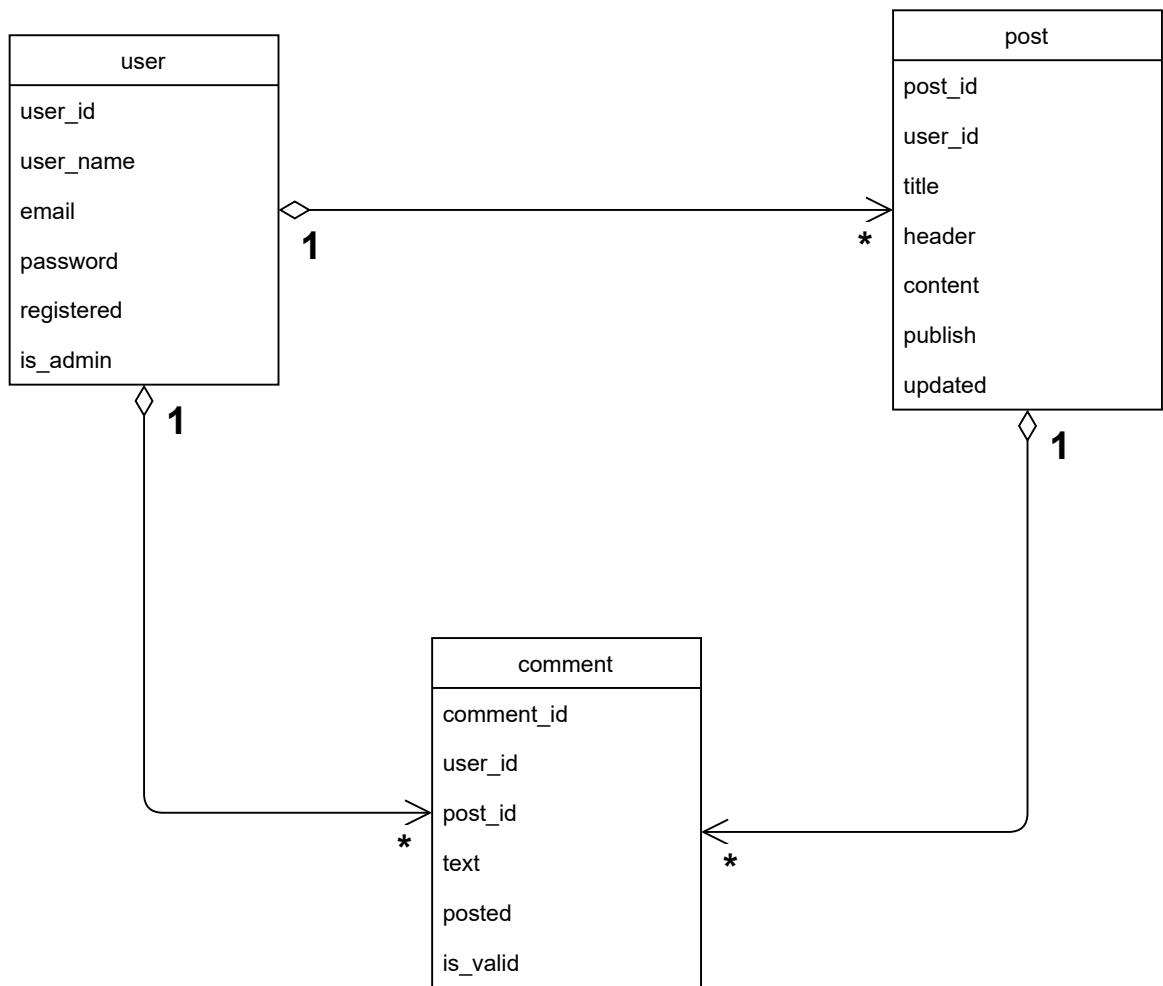 user
user_id
user_name
email
password
registered
is_admin
1
1
post
post_id
user_id
title
header
content
publish
updated
*
1
comment
comment_id
user_id
post_id
text
posted
is_valid
*
*